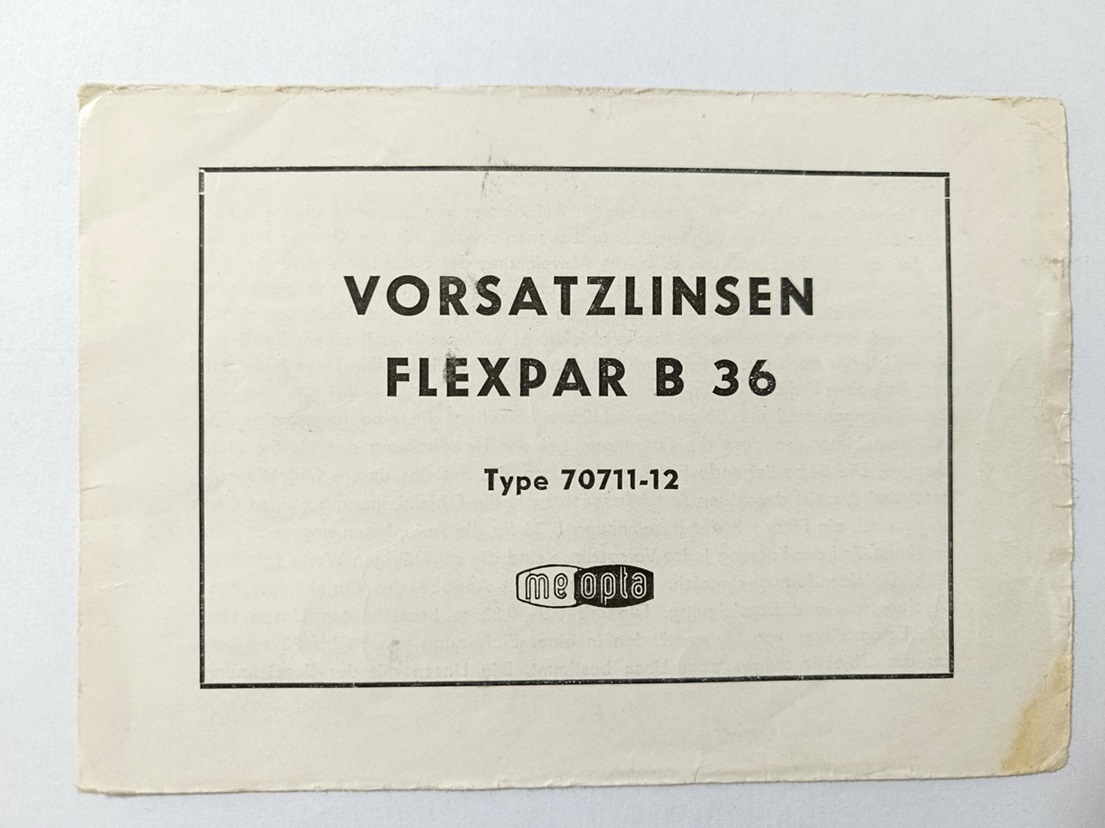 VORSATZLINSEN
FLEXPAR B 36
Type 70711-12
meopta